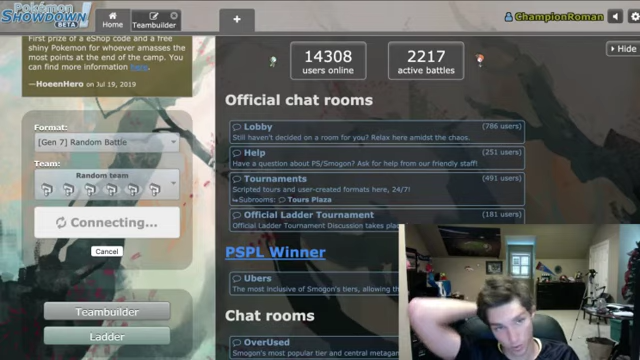 Pokémon
Showdown
BETA
Home
Teambuilder
+
ChampionRoman
First prize of a eShop code and a free
shiny Pokemon for whoever amasses the
most points at the end of the camp. You
can find more information here.
—HoeenHero on Jul 19, 2019
Format:
[Gen 7] Random Battle
Team:
Random team
Connecting...
Cancel
Teambuilder
Ladder
14308
users online
2217
active battles
Hide
Official chat rooms
Lobby (786 users)
Still haven't decided on a room for you? Relax here amidst the chaos.
Help (251 users)
Have a question about PS/Smogon? Ask for help from our friendly staff!
Tournaments (491 users)
Scripted tours and user-created formats here, 24/7!
Subrooms: Tours Plaza
Official Ladder Tournament (181 users)
Official Ladder Tournament Discussion takes plac
PSPL Winner
Ubers
The most inclusive of Smogon's tiers, allowing th
Chat rooms
OverUsed
Smogon's most popular tier and central metagam